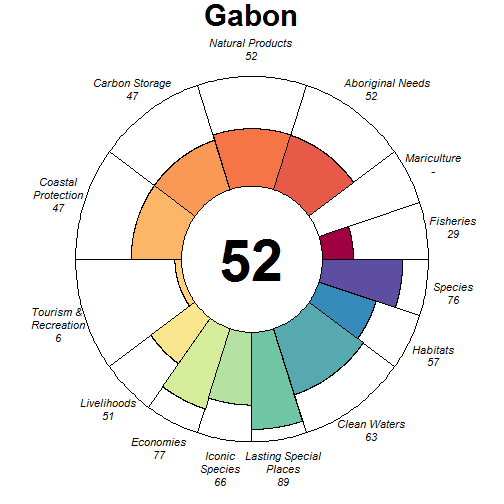 Gabon
Natural Products
52
Carbon Storage
47
Aboriginal Needs
52
Mariculture
-
Coastal
Protection
47
Fisheries
29
52
Species
76
Tourism &
Recreation
6
Habitats
57
Livelihoods
51
Clean Waters
63
Economies
77
Iconic
Species
66
Lasting Special
Places
89